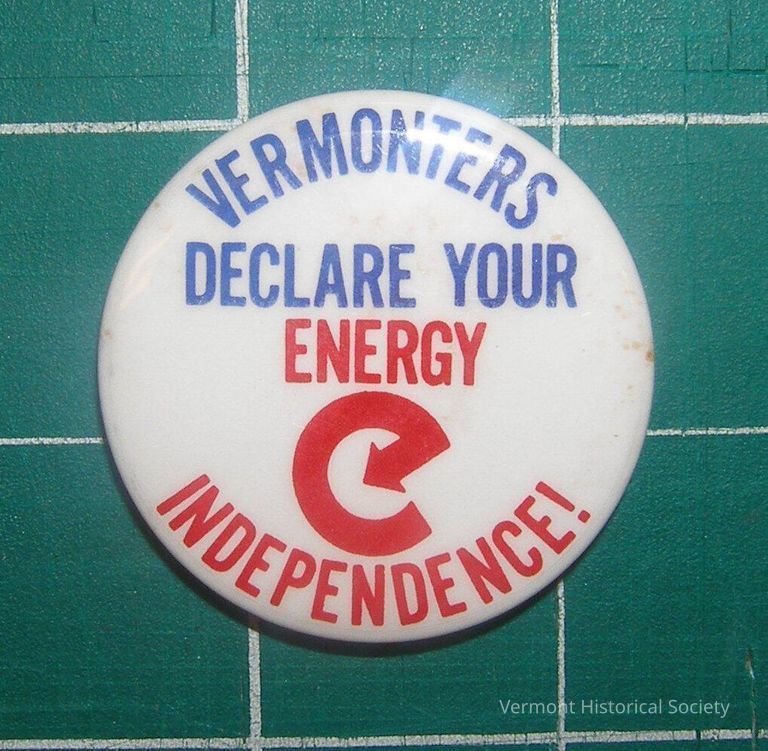 VERMONTERS
DECLARE YOUR
ENERGY
INDEPENDENCE!
Vermont Historical Society